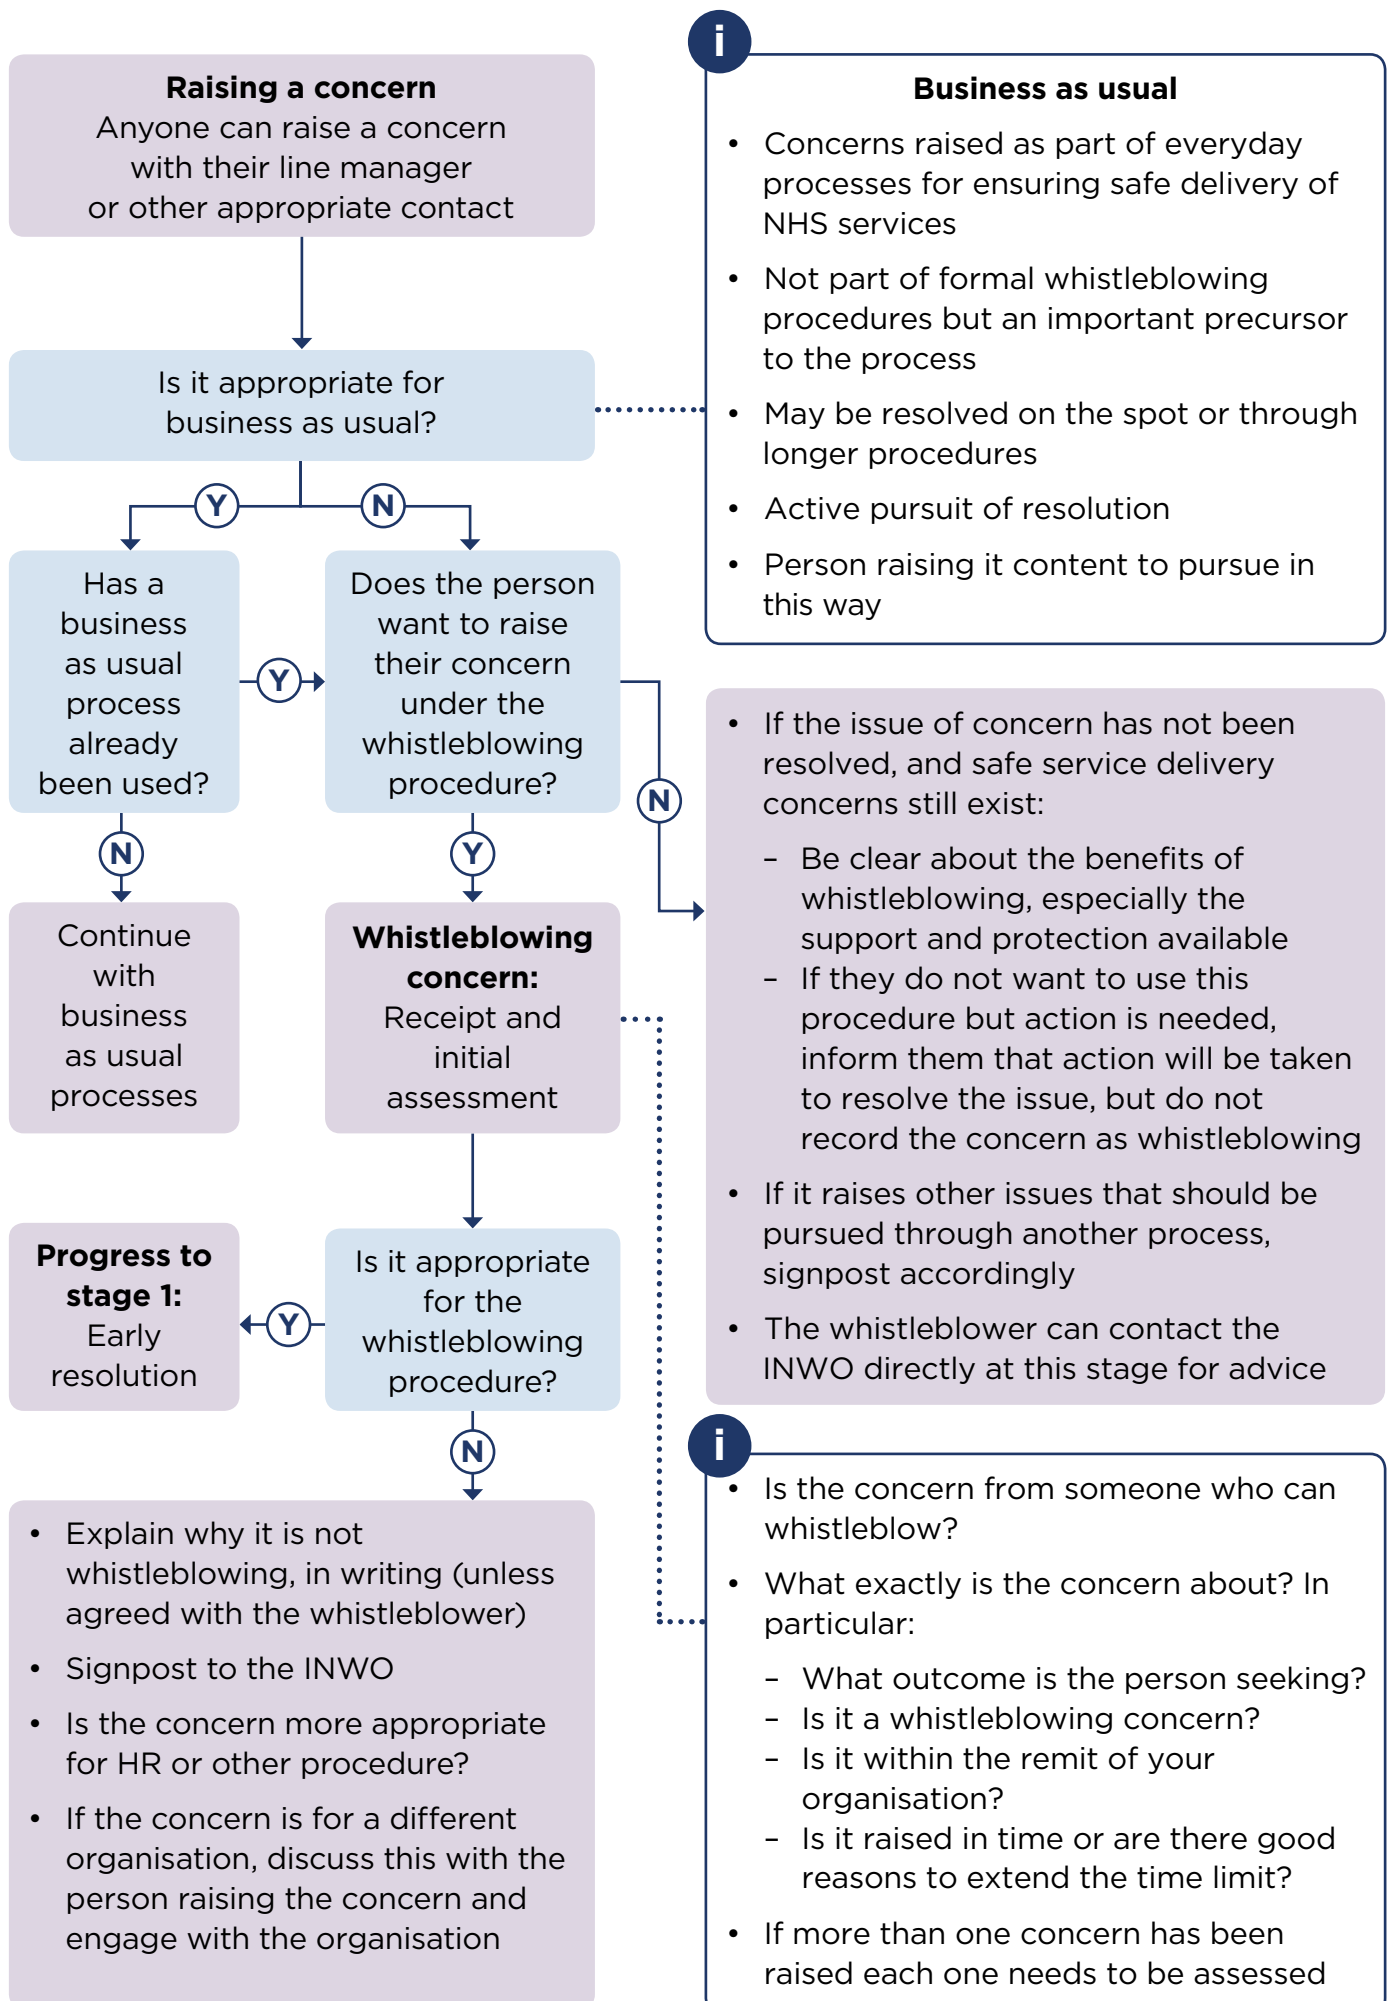 Raising a concern
Anyone can raise a concern
with their line manager
or other appropriate contact
i
Business as usual
• Concerns raised as part of everyday
processes for ensuring safe delivery of
NHS services
• Not part of formal whistleblowing
procedures but an important precursor
to the process
• May be resolved on the spot or through
longer procedures
• Active pursuit of resolution
• Person raising it content to pursue in
this way
Is it appropriate for
business as usual?
Y
N
Has a
business
as usual
process
already
been used?
Y
Does the person
want to raise
their concern
under the
whistleblowing
procedure?
N
Y
N
• If the issue of concern has not been
resolved, and safe service delivery
concerns still exist:
– Be clear about the benefits of
whistleblowing, especially the
support and protection available
– If they do not want to use this
procedure but action is needed,
inform them that action will be taken
to resolve the issue, but do not
record the concern as whistleblowing
• If it raises other issues that should be
pursued through another process,
signpost accordingly
• The whistleblower can contact the
INWO directly at this stage for advice
Continue
with
business
as usual
processes
Whistleblowing
concern:
Receipt and
initial
assessment
Progress to
stage 1:
Early
resolution
Y
Is it appropriate
for the
whistleblowing
procedure?
N
• Explain why it is not
whistleblowing, in writing (unless
agreed with the whistleblower)
• Signpost to the INWO
• Is the concern more appropriate
for HR or other procedure?
• If the concern is for a different
organisation, discuss this with the
person raising the concern and
engage with the organisation
i
• Is the concern from someone who can
whistleblow?
• What exactly is the concern about? In
particular:
– What outcome is the person seeking?
– Is it a whistleblowing concern?
– Is it within the remit of your
organisation?
– Is it raised in time or are there good
reasons to extend the time limit?
• If more than one concern has been
raised each one needs to be assessed